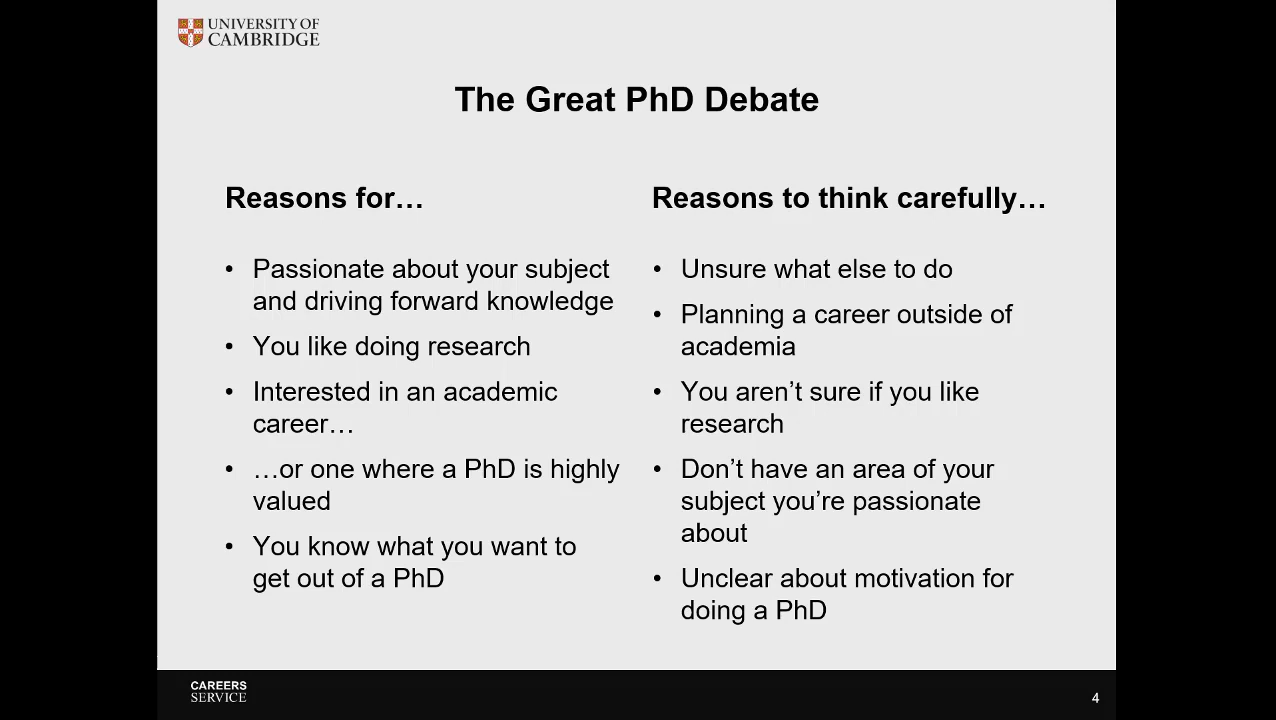 UNIVERSITY OF
CAMBRIDGE
The Great PhD Debate
Reasons for…
• Passionate about your subject
and driving forward knowledge
• You like doing research
• Interested in an academic
career…
• …or one where a PhD is highly
valued
• You know what you want to
get out of a PhD
Reasons to think carefully…
• Unsure what else to do
• Planning a career outside of
academia
• You aren’t sure if you like
research
• Don’t have an area of your
subject you’re passionate
about
• Unclear about motivation for
doing a PhD
CAREERS
SERVICE
4